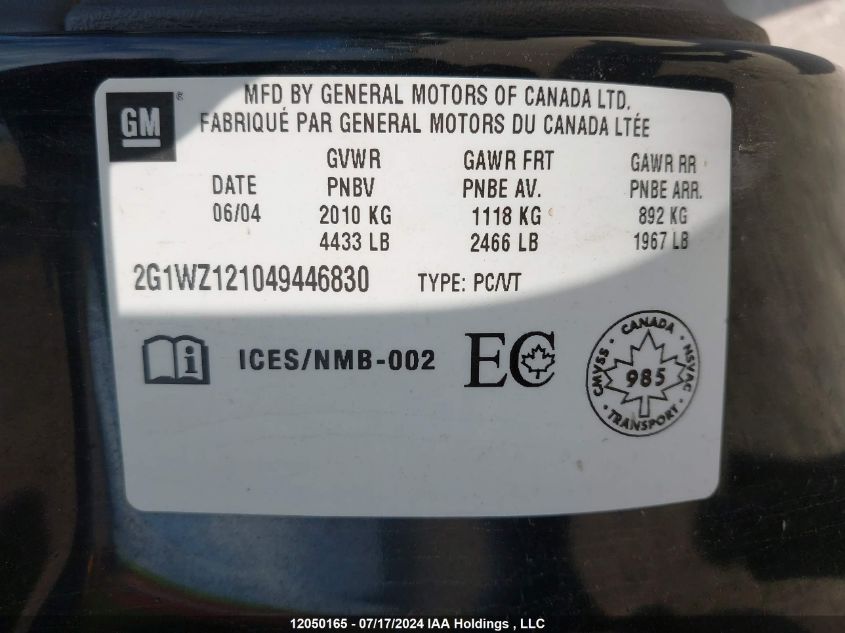 GM®
MFD BY GENERAL MOTORS OF CANADA LTD.
FABRIQUÉ PAR GENERAL MOTORS DU CANADA LTÉE
GVWR GAWR FRT GAWR RR
DATE PNBV PNBE AV. PNBE ARR.
06/04 2010 KG 1118 KG 892 KG
4433 LB 2466 LB 1967 LB
2G1WZ121049446830 TYPE: PC/VT
i ICES/NMB-002 EC
CANADA
CMVSS 985 NSVAC
TRANSPORT
12050165 - 07/17/2024 IAA Holdings , LLC